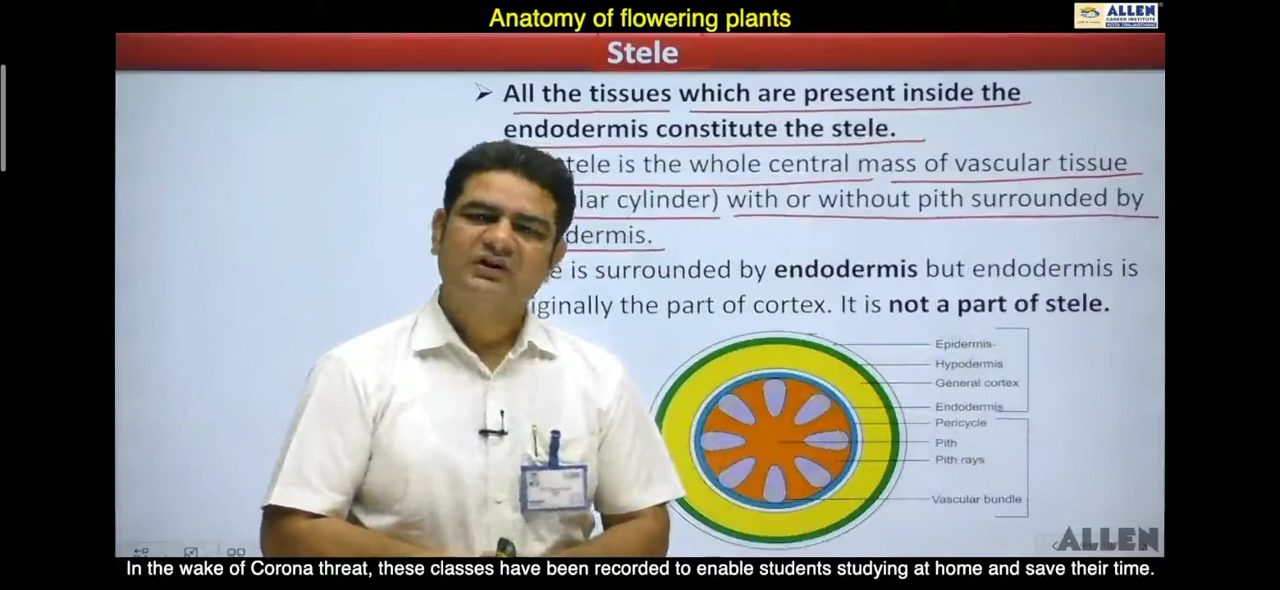 Anatomy of flowering plants
ALLEN
CAREER INSTITUTE
KOTA (RAJASTHAN)
Stele
➢ All the tissues which are present inside the
endodermis constitute the stele.
tele is the whole central mass of vascular tissue
lar cylinder) with or without pith surrounded by
dermis.
e is surrounded by endodermis but endodermis is
iginally the part of cortex. It is not a part of stele.
Epidermis
Hypodermis
General cortex
Endodermis
Pericycle
Pith
Pith rays
Vascular bundle
ALLEN
In the wake of Corona threat, these classes have been recorded to enable students studying at home and save their time.